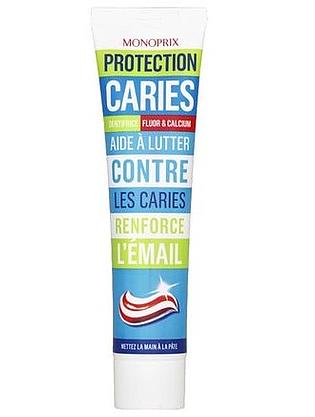 MONOPRIX
PROTECTION
CARIES
DENTIFRICE FLUOR & CALCIUM
AIDE À LUTTER
CONTRE
LES CARIES
RENFORCE
L'ÉMAIL
METTEZ LA MAIN À LA PÂTE